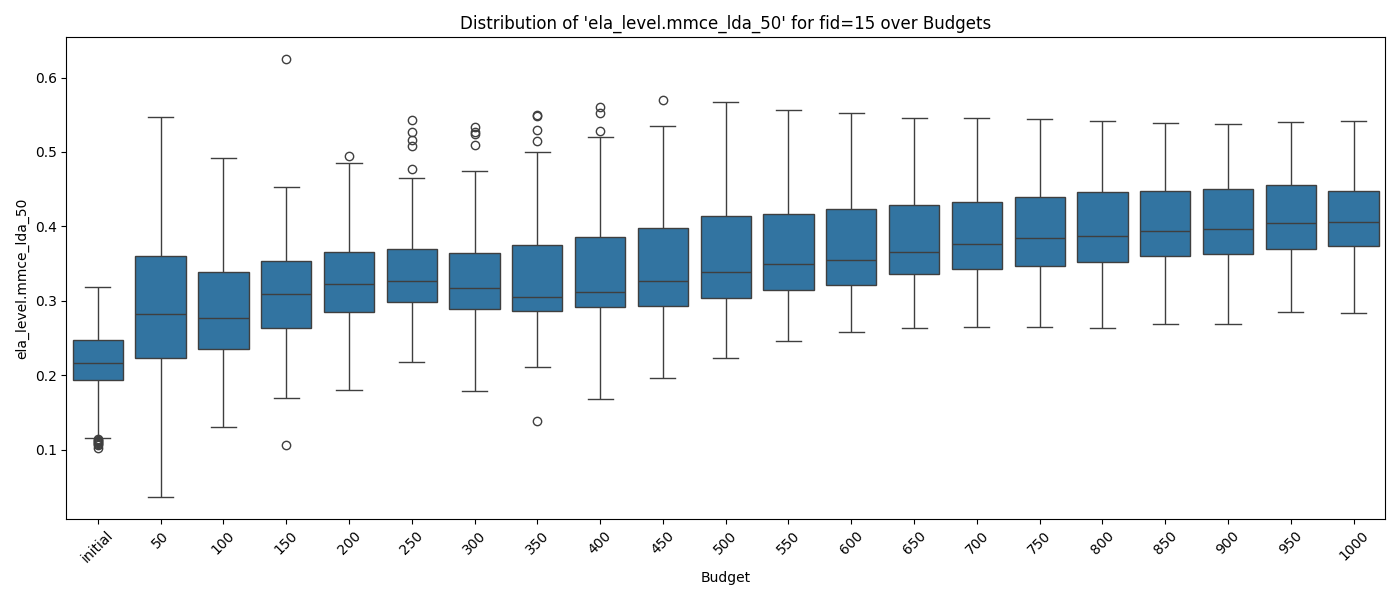 Distribution of 'ela_level.mmce_lda_50' for fid=15 over Budgets
ela_level.mmce_lda_50
0.6
0.5
0.4
0.3
0.2
0.1
initial 50 100 150 200 250 300 350 400 450 500 550 600 650 700 750 800 850 900 950 1000
Budget